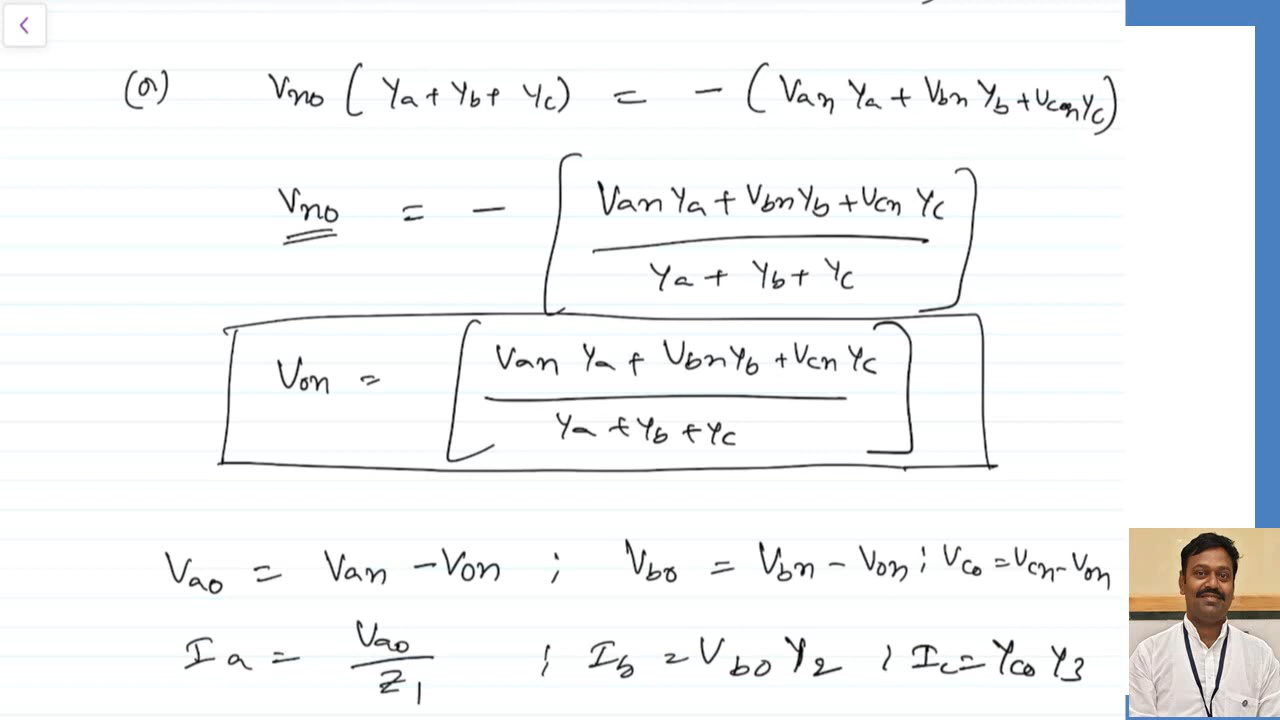 (a) Vno ( Ya + Yb + Yc ) = - ( Van Ya + Vbn Yb + Vcn Yc )
Vno = - [ Van Ya + Vbn Yb + Vcn Yc
Ya + Yb + Yc ]
Von = [ Van Ya + Vbn Yb + Vcn Yc
Ya + Yb + Yc ]
Vao = Van - Von ; Vbo = Vbn - Von ; Vco = Vcn - Von
Ia = Vao / Z1 ; Ib = Vbo Y2 ; Ic = Yco Y3